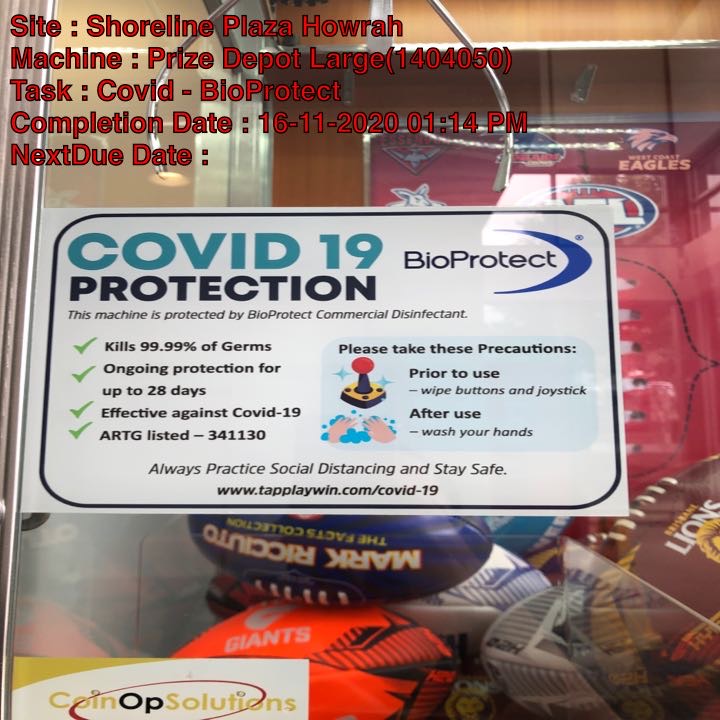 Site : Shoreline Plaza Howrah
Machine : Prize Depot Large(1404050)
Task : Covid - BioProtect
Completion Date : 16-11-2020 01:14 PM
NextDue Date :
WEST COAST
EAGLES
COVID 19
PROTECTION
BioProtect®
This machine is protected by BioProtect Commercial Disinfectant.
Kills 99.99% of Germs
Ongoing protection for
up to 28 days
Effective against Covid-19
ARTG listed – 341130
Please take these Precautions:
Prior to use
– wipe buttons and joystick
After use
– wash your hands
Always Practice Social Distancing and Stay Safe.
www.tapplaywin.com/covid-19
THE FACTS COLLECTION
MARK RICCIUTO
GIANTS
CoinOpSolutions